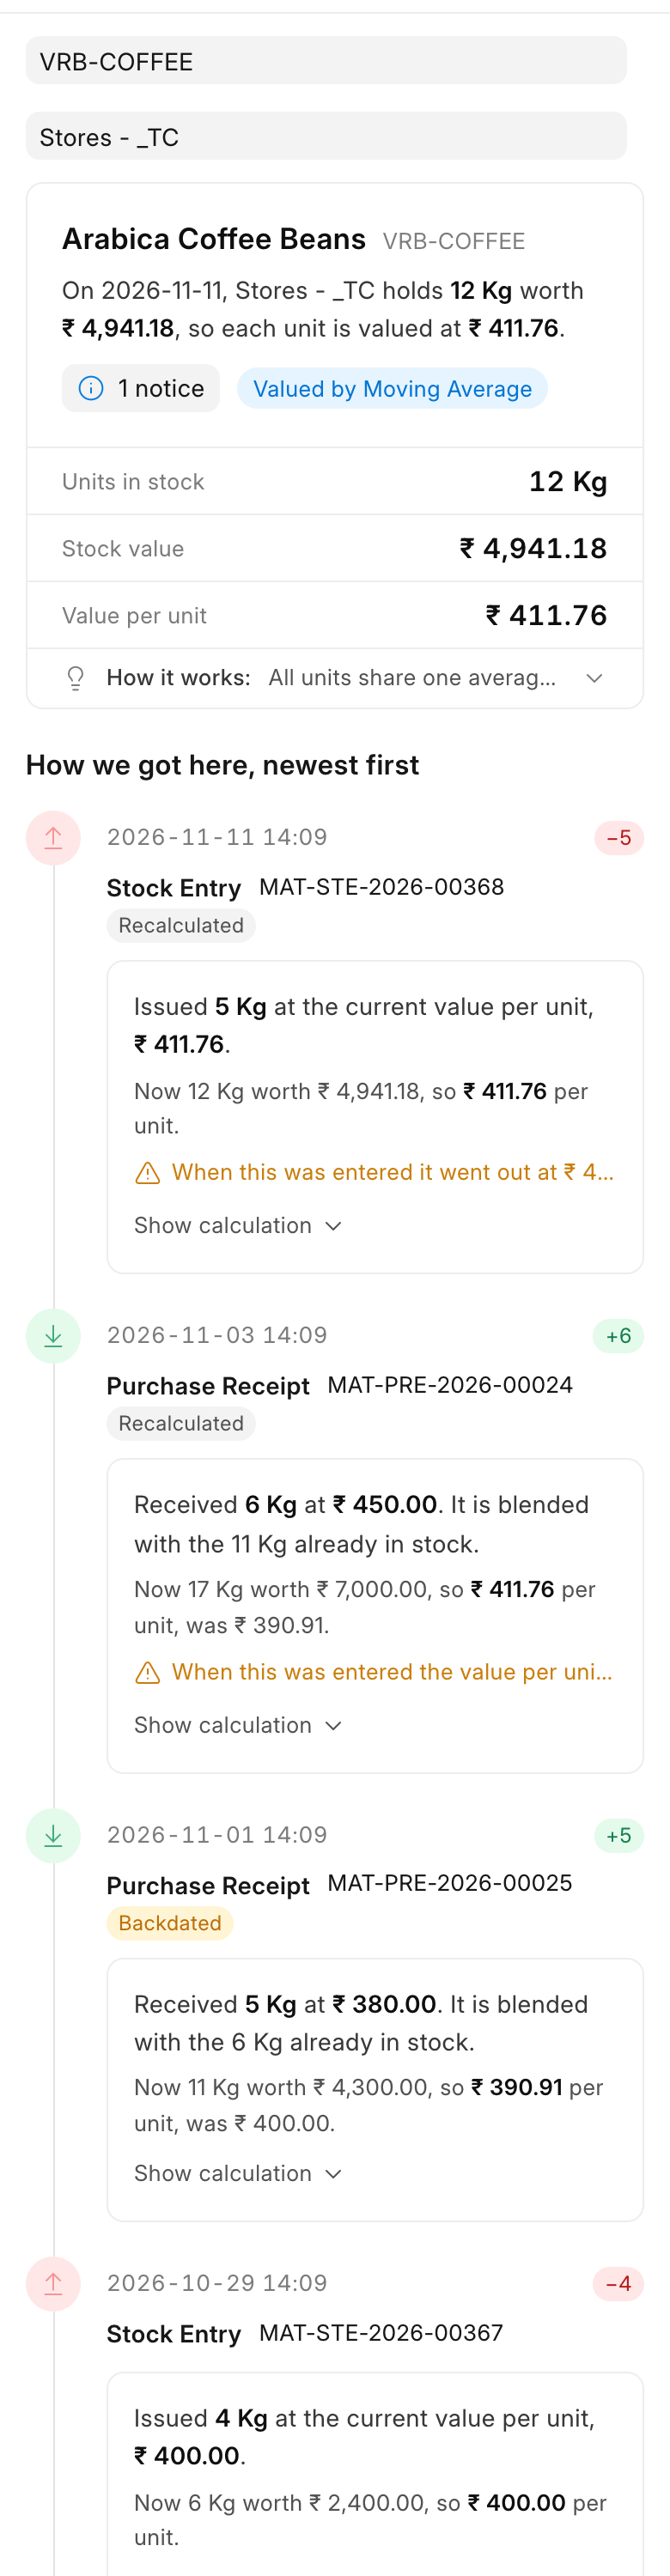 VRB-COFFEE
Stores - _TC
Arabica Coffee Beans VRB-COFFEE
On 2026-11-11, Stores - _TC holds 12 Kg worth
₹ 4,941.18, so each unit is valued at ₹ 411.76.
1 notice Valued by Moving Average
Units in stock 12 Kg
Stock value ₹ 4,941.18
Value per unit ₹ 411.76
How it works: All units share one averag...
How we got here, newest first
2026-11-11 14:09 −5
Stock Entry MAT-STE-2026-00368
Recalculated
Issued 5 Kg at the current value per unit,
₹ 411.76.
Now 12 Kg worth ₹ 4,941.18, so ₹ 411.76 per
unit.
When this was entered it went out at ₹ 4...
Show calculation
2026-11-03 14:09 +6
Purchase Receipt MAT-PRE-2026-00024
Recalculated
Received 6 Kg at ₹ 450.00. It is blended
with the 11 Kg already in stock.
Now 17 Kg worth ₹ 7,000.00, so ₹ 411.76 per
unit, was ₹ 390.91.
When this was entered the value per uni...
Show calculation
2026-11-01 14:09 +5
Purchase Receipt MAT-PRE-2026-00025
Backdated
Received 5 Kg at ₹ 380.00. It is blended
with the 6 Kg already in stock.
Now 11 Kg worth ₹ 4,300.00, so ₹ 390.91 per
unit, was ₹ 400.00.
Show calculation
2026-10-29 14:09 −4
Stock Entry MAT-STE-2026-00367
Issued 4 Kg at the current value per unit,
₹ 400.00.
Now 6 Kg worth ₹ 2,400.00, so ₹ 400.00 per
unit.